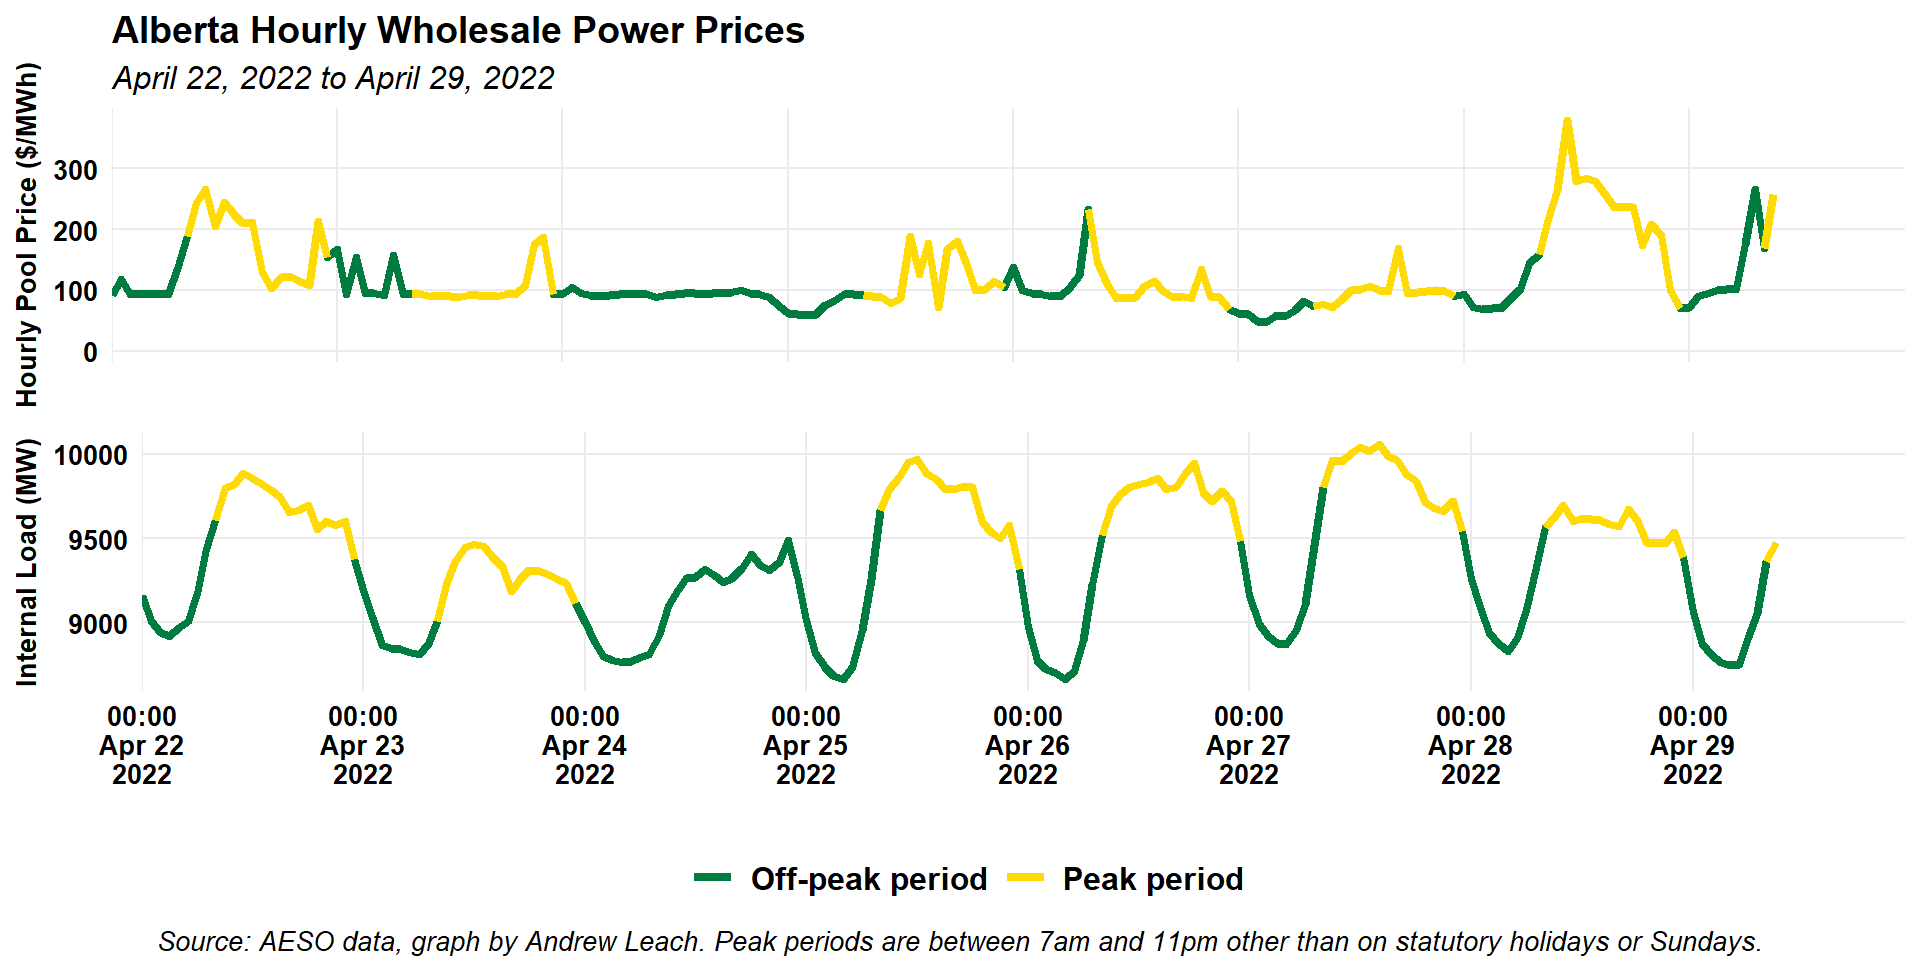 Alberta Hourly Wholesale Power Prices
April 22, 2022 to April 29, 2022
Hourly Pool Price ($/MWh)
300
200
100
0
Internal Load (MW)
10000
9500
9000
00:00 00:00 00:00 00:00 00:00 00:00 00:00 00:00
Apr 22 Apr 23 Apr 24 Apr 25 Apr 26 Apr 27 Apr 28 Apr 29
2022 2022 2022 2022 2022 2022 2022 2022
Off-peak period Peak period
Source: AESO data, graph by Andrew Leach. Peak periods are between 7am and 11pm other than on statutory holidays or Sundays.